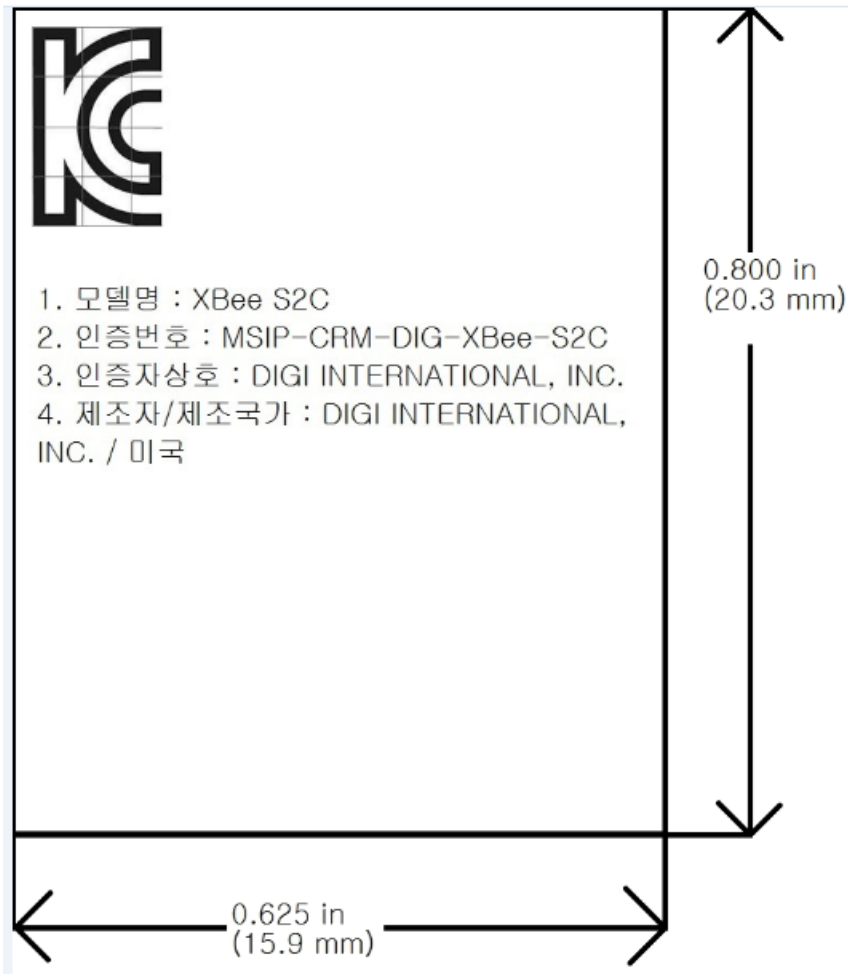 1. 모델명 : XBee S2C
2. 인증번호 : MSIP-CRM-DIG-XBee-S2C
3. 인증자상호 : DIGI INTERNATIONAL, INC.
4. 제조자/제조국가 : DIGI INTERNATIONAL,
INC. / 미국
0.800 in
(20.3 mm)
0.625 in
(15.9 mm)